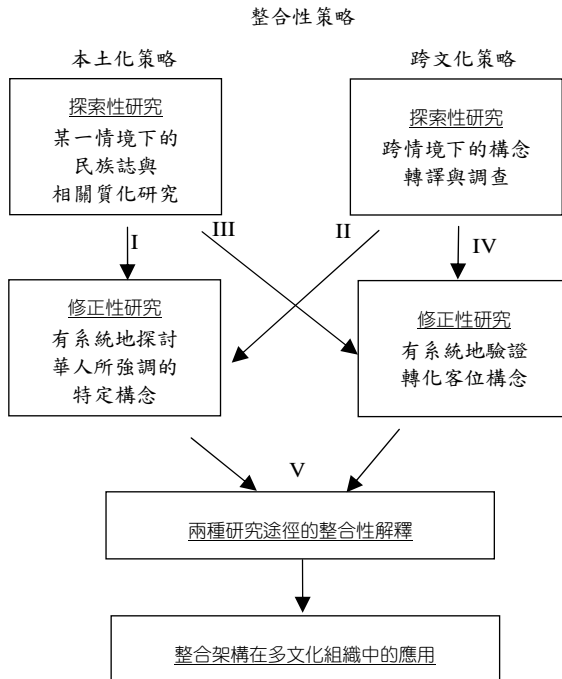 整合性策略
本土化策略
跨文化策略
探索性研究
某一情境下的
民族誌與
相關質化研究
探索性研究
跨情境下的構念
轉譯與調查
I
III
II
IV
修正性研究
有系統地探討
華人所強調的
特定構念
修正性研究
有系統地驗證
轉化客位構念
V
兩種研究途徑的整合性解釋
整合架構在多文化組織中的應用